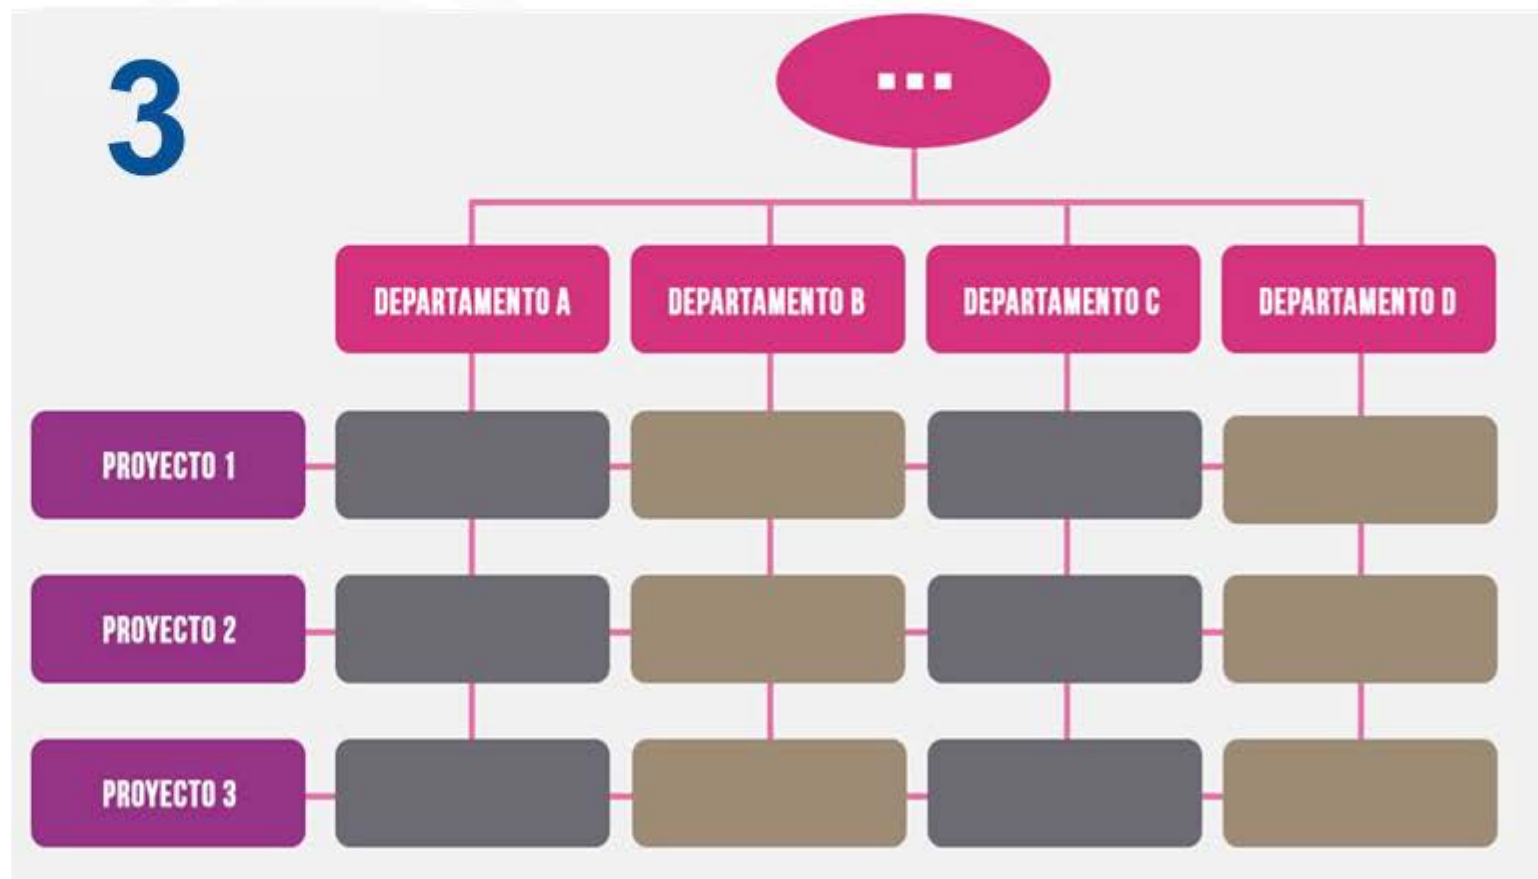 3
...
DEPARTAMENTO A
DEPARTAMENTO B
DEPARTAMENTO C
DEPARTAMENTO D
PROYECTO 1
PROYECTO 2
PROYECTO 3